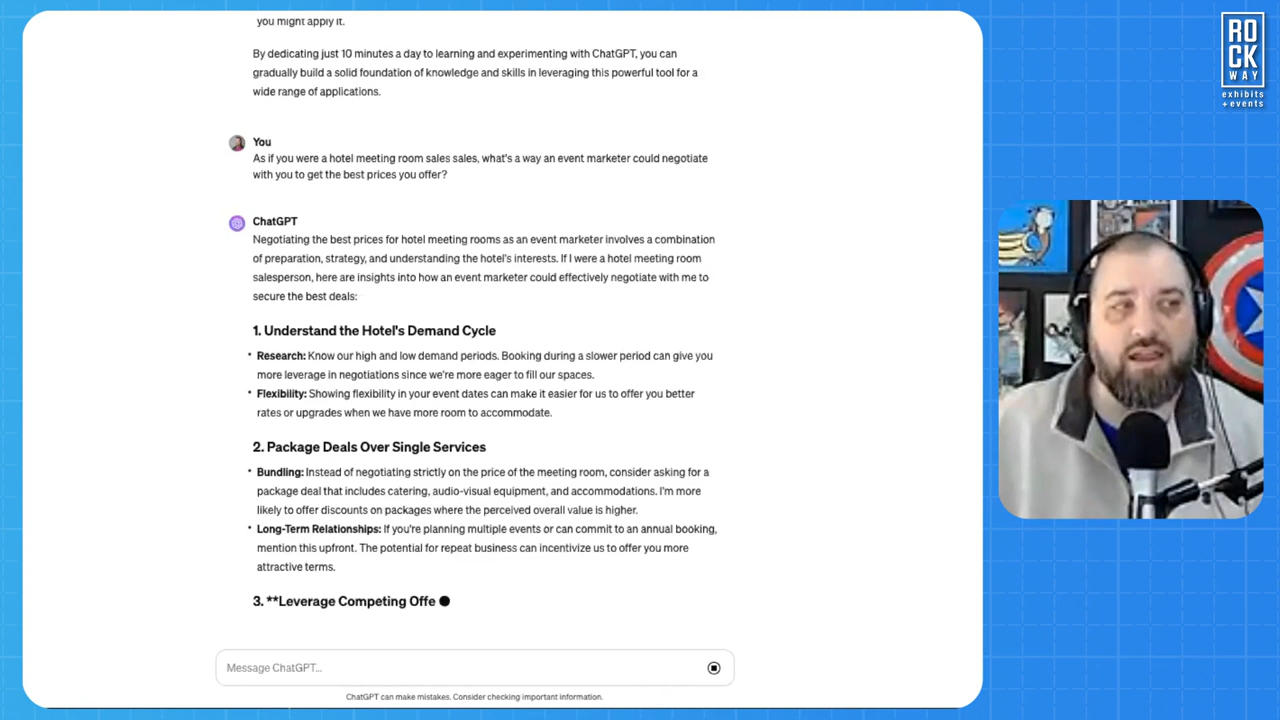 you might apply it.
By dedicating just 10 minutes a day to learning and experimenting with ChatGPT, you can
gradually build a solid foundation of knowledge and skills in leveraging this powerful tool for a
wide range of applications.
You
As if you were a hotel meeting room sales sales, what's a way an event marketer could negotiate
with you to get the best prices you offer?
ChatGPT
Negotiating the best prices for hotel meeting rooms as an event marketer involves a combination
of preparation, strategy, and understanding the hotel's interests. If I were a hotel meeting room
salesperson, here are insights into how an event marketer could effectively negotiate with me to
secure the best deals:
1. Understand the Hotel's Demand Cycle
• Research: Know our high and low demand periods. Booking during a slower period can give you
more leverage in negotiations since we're more eager to fill our spaces.
• Flexibility: Showing flexibility in your event dates can make it easier for us to offer you better
rates or upgrades when we have more room to accommodate.
2. Package Deals Over Single Services
• Bundling: Instead of negotiating strictly on the price of the meeting room, consider asking for a
package deal that includes catering, audio-visual equipment, and accommodations. I'm more
likely to offer discounts on packages where the perceived overall value is higher.
• Long-Term Relationships: If you're planning multiple events or can commit to an annual booking,
mention this upfront. The potential for repeat business can incentivize us to offer you more
attractive terms.
3. **Leverage Competing Offe
Message ChatGPT...
ChatGPT can make mistakes. Consider checking important information.
RO
CK
WAY
exhibits
+ events